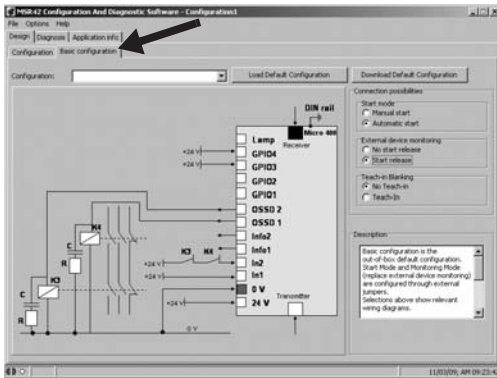 MSR42 Configuration And Diagnostic Software - Configuration1
File Options Help
Design Diagnosis Application info
Configuration Basic configuration
Configuration:
Load Default Configuration
Download Default Configuration
Connection possibilities
Start mode
Manual start
Automatic start
External device monitoring
No start release
Start release
Teach-in Blanking
No Teach-in
Teach-In
Description
Basic configuration is the
out-of-box default configuration.
Start Mode and Monitoring Mode
(replace external device monitoring)
are configured through external
jumpers.
Selections above show relevant
wiring diagrams.
DIN rail
Micro 400
Receiver
Lamp
+24 V
GPIO4
+24 V
GPIO3
GPIO2
GPIO1
OSSD 2
OSSD 1
Info2
Info1
K3 K4
+24 V
In2
+24 V
In1
0 V
+24 V
24 V
Transmitter
K4
C
R
K3
C
R
0 V
11/03/09; AM 09:23:4